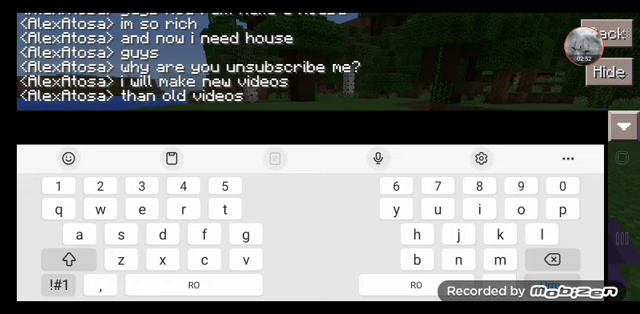 <AlexAtosa> im so rich
<AlexAtosa> and now i need house
<AlexAtosa> guys
<AlexAtosa> why are you unsubscribe me?
<AlexAtosa> i will make new videos
<AlexAtosa> than old videos
Back
02:52
Hide
1 2 3 4 5 6 7 8 9 0
q w e r t y u i o p
a s d f g h j k l
z x c v b n m
!#1 , RO RO
Recorded by Mobizen